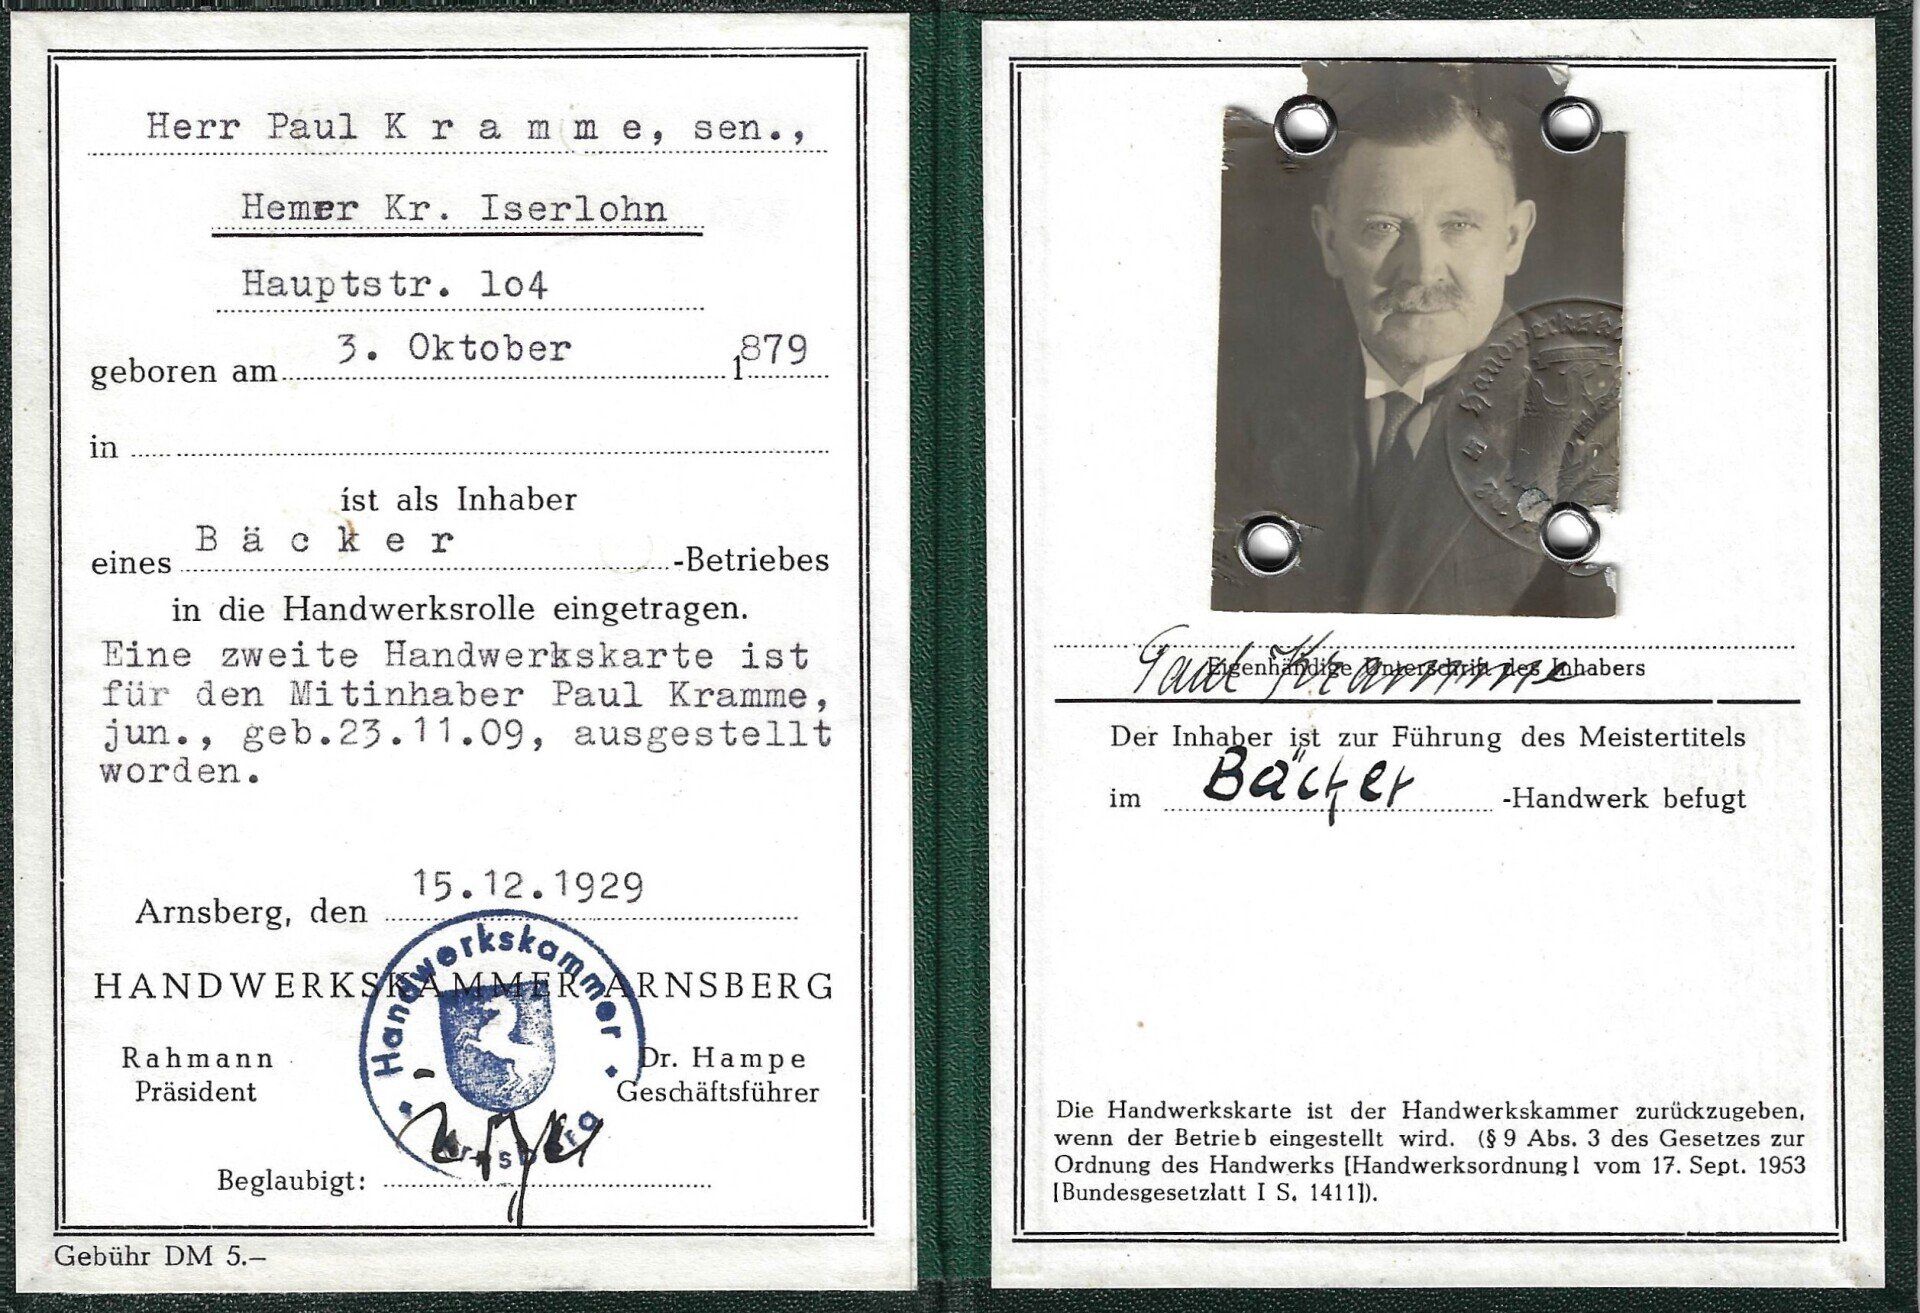 Herr Paul K r a m m e, sen.,
Hemer Kr. Iserlohn
Hauptstr. 1o4
geboren am 3. Oktober 1879
in
ist als Inhaber
eines B ä c k e r -Betriebes
in die Handwerksrolle eingetragen.
Eine zweite Handwerkskarte ist
für den Mitinhaber Paul Kramme,
jun., geb.23.11.09, ausgestellt
worden.
Arnsberg, den 15.12.1929
Handwerkskammer
HANDWERKSKAMMER ARNSBERG
Rahmann
Präsident
Dr. Hampe
Geschäftsführer
Arnsberg
Beglaubigt:
Gebühr DM 5.—
Paul Kramme
Eigenhändige Unterschrift des Inhabers
Der Inhaber ist zur Führung des Meistertitels
im Bäcker -Handwerk befugt
Die Handwerkskarte ist der Handwerkskammer zurückzugeben,
wenn der Betrieb eingestellt wird. (§ 9 Abs. 3 des Gesetzes zur
Ordnung des Handwerks [Handwerksordnung] vom 17. Sept. 1953
[Bundesgesetzlatt I S. 1411]).